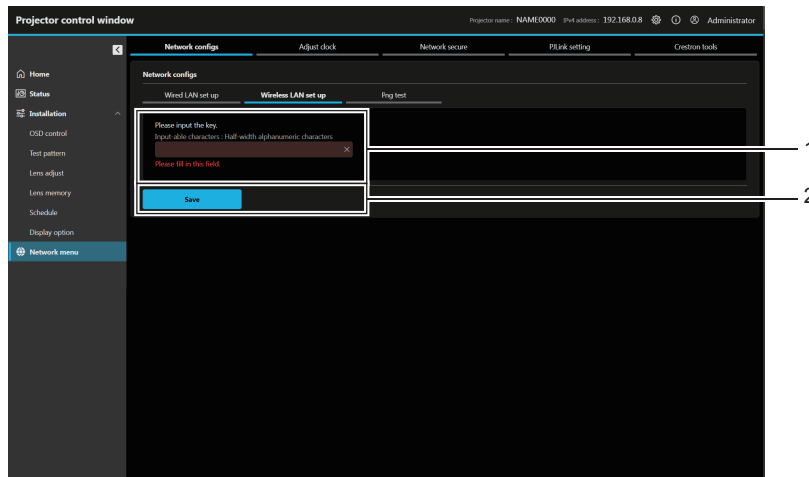 Projector control window
Projector name : NAME0000 IPv4 address : 192.168.0.8 Administrator
Network configs Adjust clock Network secure PJLink setting Crestron tools
Home
Status
Installation
OSD control
Test pattern
Lens adjust
Lens memory
Schedule
Display option
Network menu
Network configs
Wired LAN set up Wireless LAN set up Png test
Please input the key.
Input-able characters : Half-width alphanumeric characters
Please fill in this field.
Save
1
2